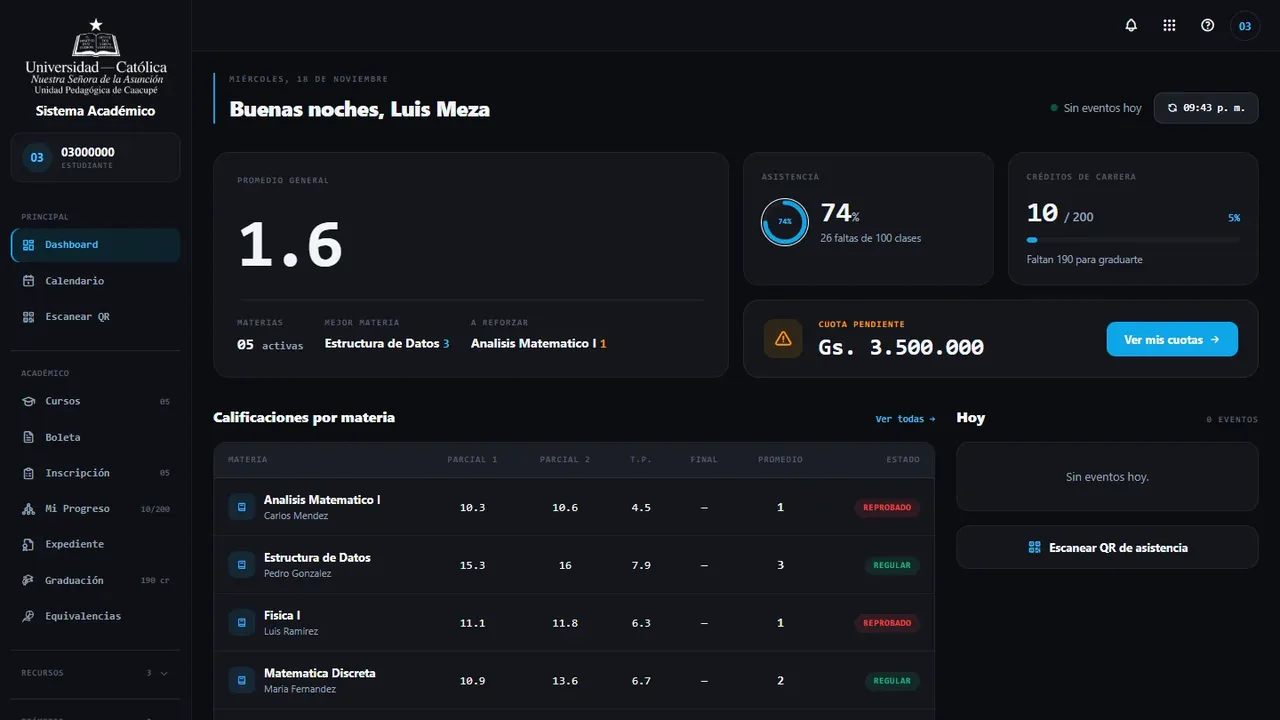 Universidad Católica
Nuestra Señora de la Asunción
Unidad Pedagógica de Caacupé
Sistema Académico
03
03000000
ESTUDIANTE
PRINCIPAL
Dashboard
Calendario
Escanear QR
ACADÉMICO
Cursos 05
Boleta
Inscripción 05
Mi Progreso 10/200
Expediente
Graduación 190 cr
Equivalencias
RECURSOS 3
03
MIÉRCOLES, 18 DE NOVIEMBRE
Buenas noches, Luis Meza
Sin eventos hoy
09:43 p. m.
PROMEDIO GENERAL
1.6
MATERIAS
05 activas
MEJOR MATERIA
Estructura de Datos 3
A REFORZAR
Analisis Matematico I 1
ASISTENCIA
74%
74%
26 faltas de 100 clases
CRÉDITOS DE CARRERA
10 / 200 5%
Faltan 190 para graduarte
CUOTA PENDIENTE
Gs. 3.500.000
Ver mis cuotas →
Calificaciones por materia
Ver todas →
MATERIA PARCIAL 1 PARCIAL 2 T.P. FINAL PROMEDIO ESTADO
Analisis Matematico I
Carlos Mendez
10.3 10.6 4.5 — 1 REPROBADO
Estructura de Datos
Pedro Gonzalez
15.3 16 7.9 — 3 REGULAR
Fisica I
Luis Ramirez
11.1 11.8 6.3 — 1 REPROBADO
Matematica Discreta
Maria Fernandez
10.9 13.6 6.7 — 2 REGULAR
Hoy
0 EVENTOS
Sin eventos hoy.
Escanear QR de asistencia